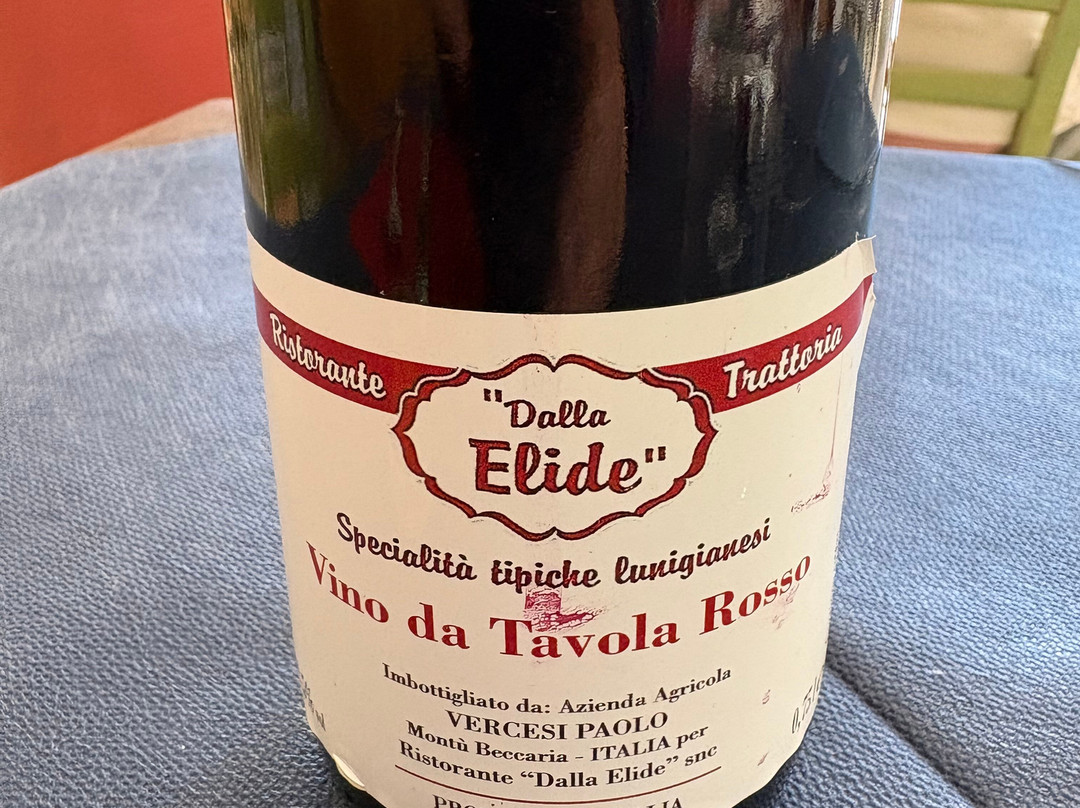 Ristorante
Trattoria
"Dalla
Elide"
Specialità tipiche lunigianesi
Vino da Tavola Rosso
Imbottigliato da: Azienda Agricola
VERCESI PAOLO
Montù Beccaria - ITALIA per
Ristorante “Dalla Elide” snc